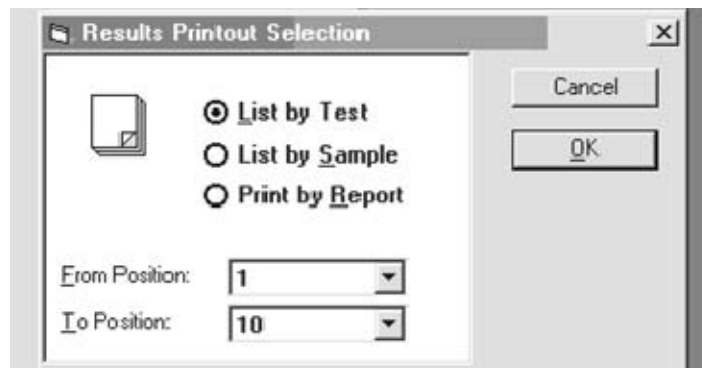 Results Printout Selection
Cancel
List by Test
OK
List by Sample
Print by Report
From Position: 1
To Position: 10